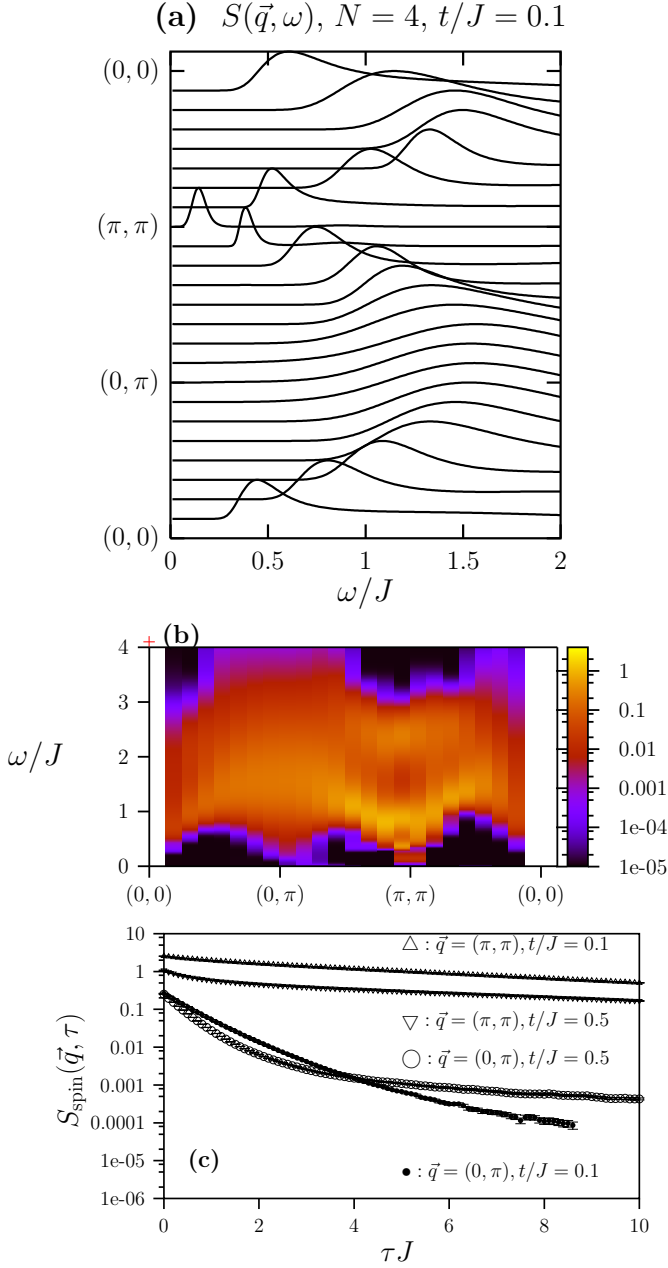 (a) S(q⃗, ω), N = 4, t/J = 0.1
(0, 0)
(π, π)
(0, π)
(0, 0)
0 0.5 1 1.5 2
ω/J
(b)
4
3
2
1
0
ω/J
1
0.1
0.01
0.001
1e-04
1e-05
(0, 0) (0, π) (π, π) (0, 0)
10
1
0.1
0.01
0.001
0.0001
1e-05
1e-06
S_spin(q⃗, τ)
△ : q⃗ = (π, π), t/J = 0.1
▽ : q⃗ = (π, π), t/J = 0.5
○ : q⃗ = (0, π), t/J = 0.5
(c)
● : q⃗ = (0, π), t/J = 0.1
0 2 4 6 8 10
τJ